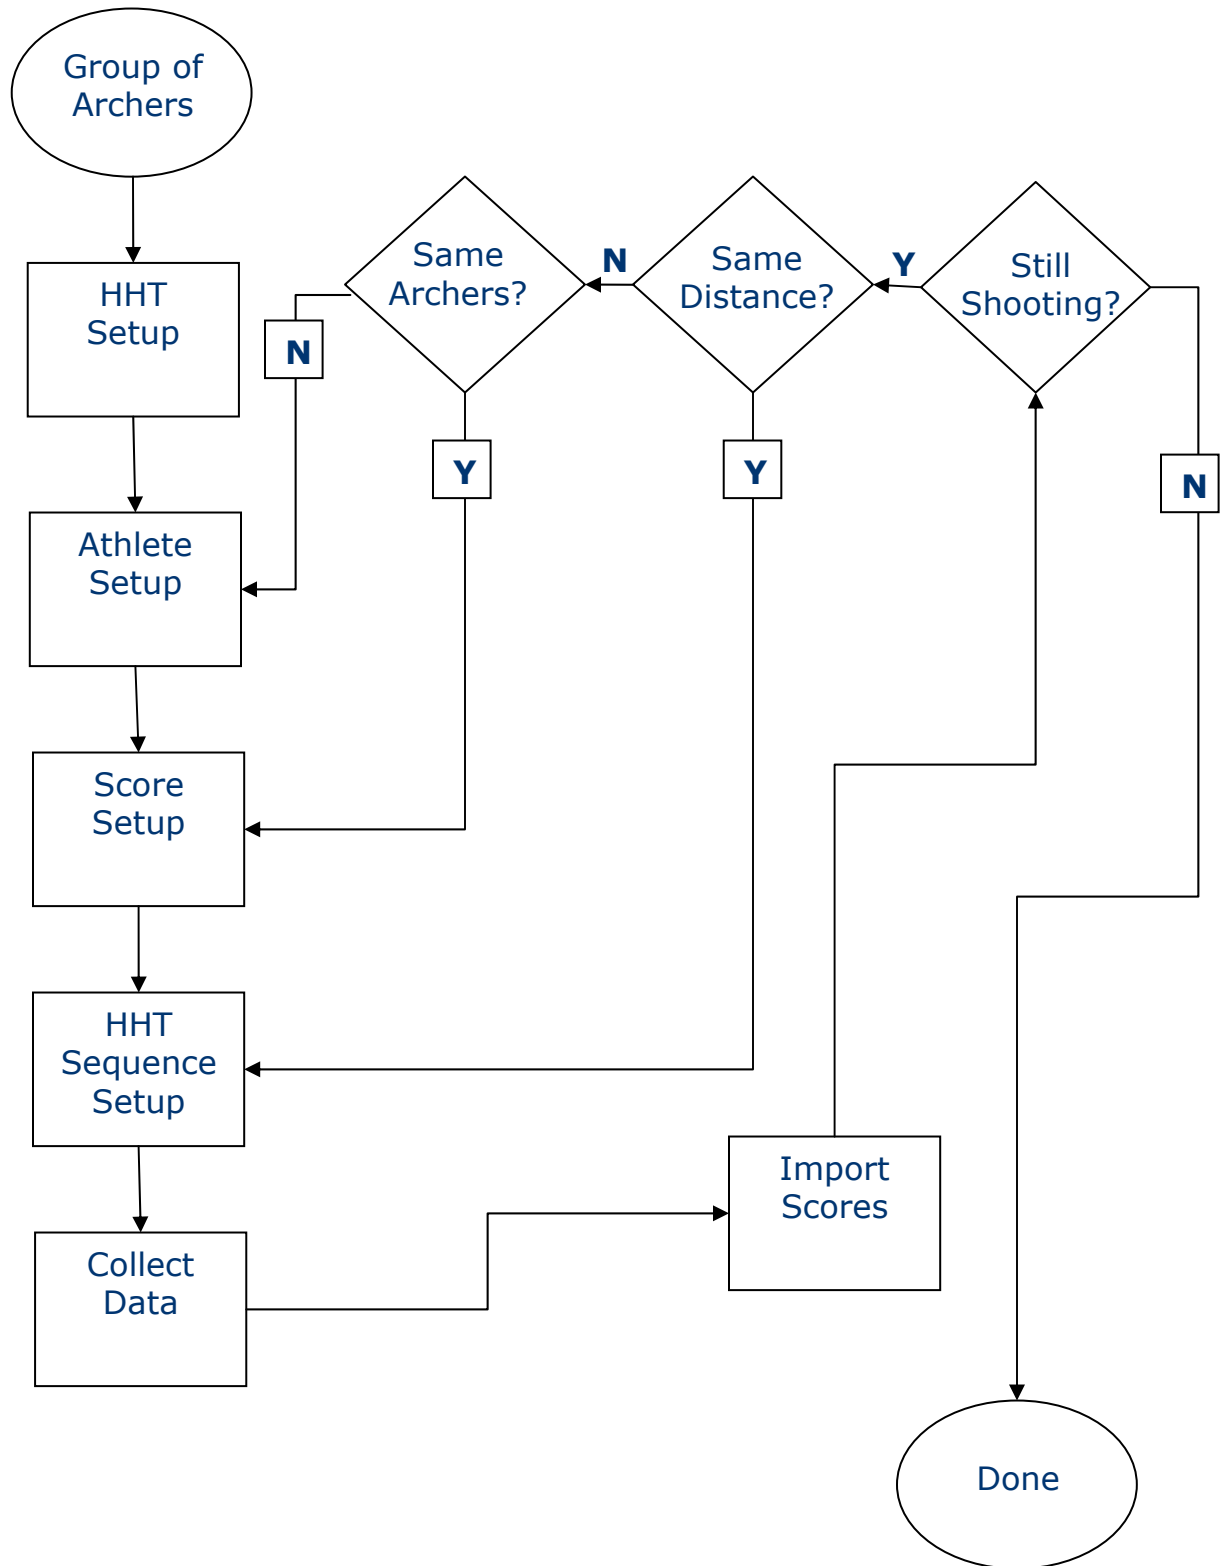 Group of
Archers
HHT
Setup
Same
Archers?
N
Same
Distance?
Y
Still
Shooting?
N
Y
Y
N
Athlete
Setup
Score
Setup
HHT
Sequence
Setup
Import
Scores
Collect
Data
Done